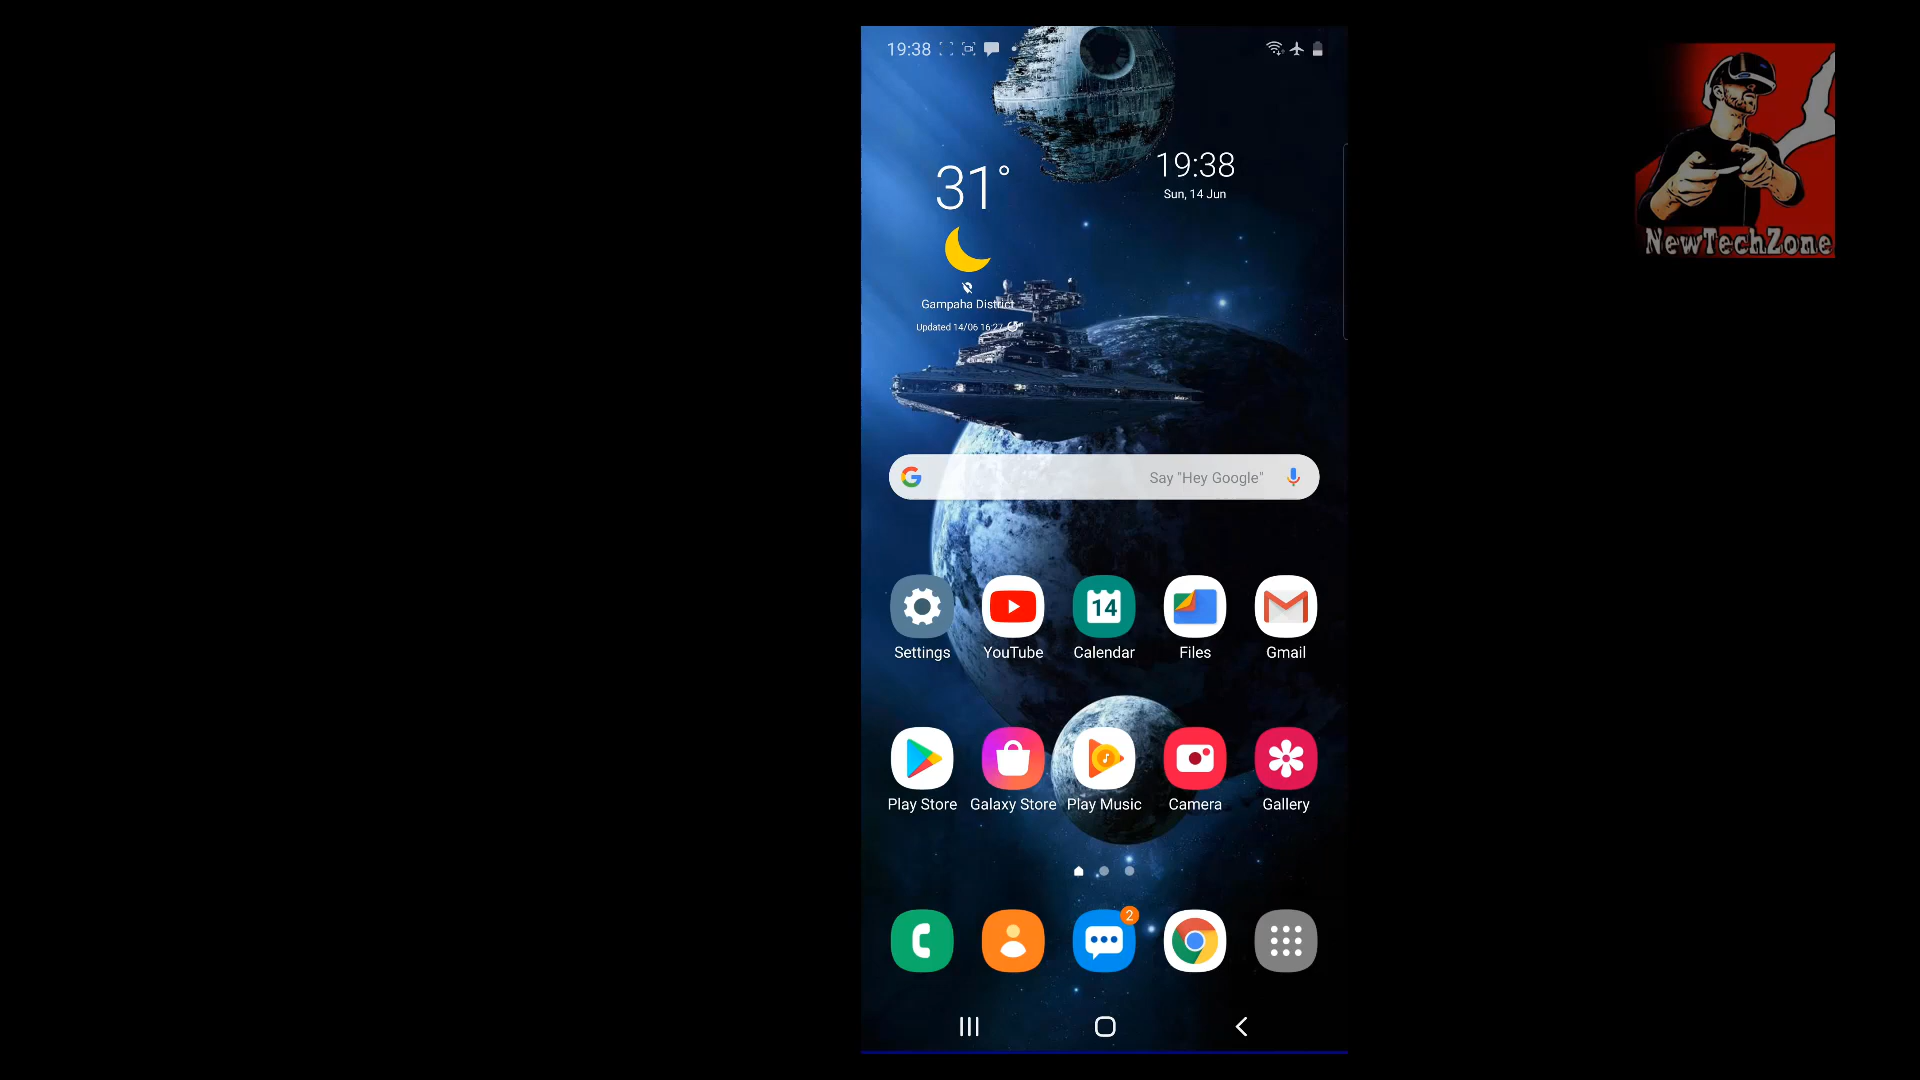 19:38
31°
19:38
Sun, 14 Jun
Gampaha District
Updated 14/06 16:27
Say "Hey Google"
14
Settings
YouTube
Calendar
Files
Gmail
Play Store
Galaxy Store
Play Music
Camera
Gallery
2
NewTechZone